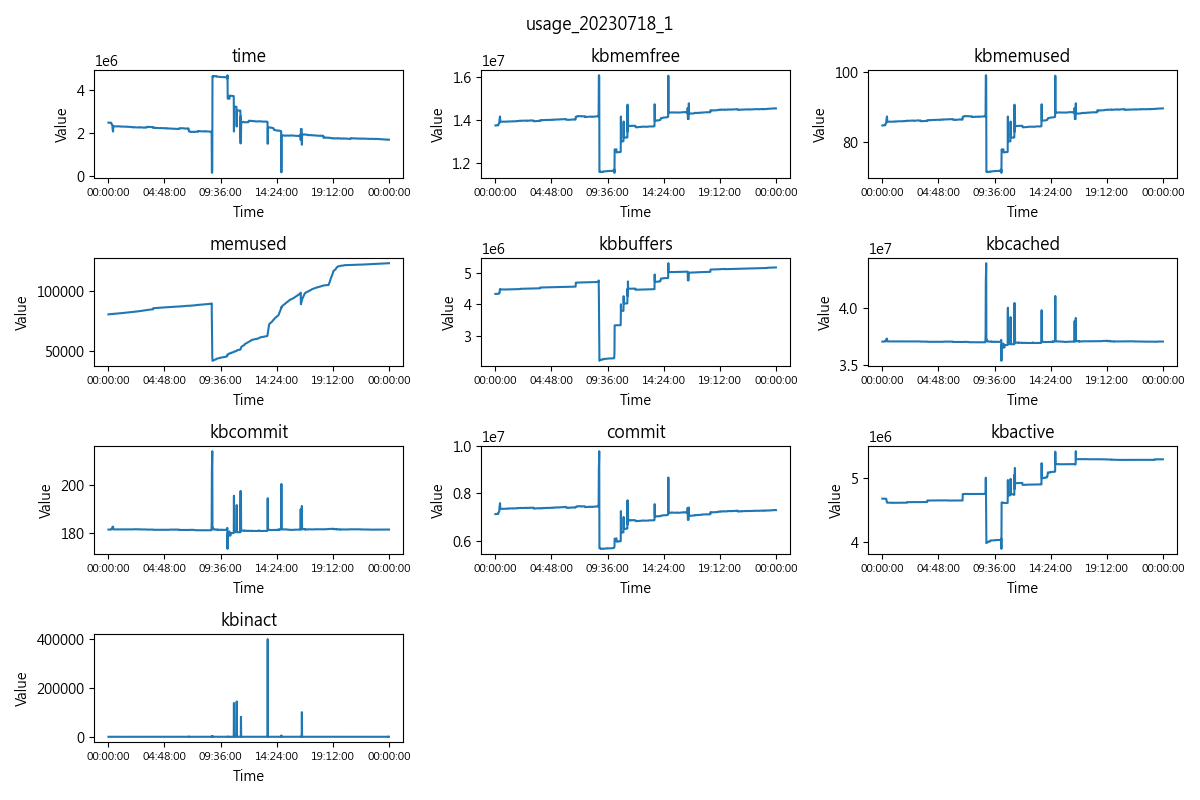 usage_20230718_1
time
1e6
Value
4
2
0
00:00:00 04:48:00 09:36:00 14:24:00 19:12:00 00:00:00
Time
kbmemfree
1e7
Value
1.6
1.4
1.2
00:00:00 04:48:00 09:36:00 14:24:00 19:12:00 00:00:00
Time
kbmemused
Value
100
80
00:00:00 04:48:00 09:36:00 14:24:00 19:12:00 00:00:00
Time
memused
Value
100000
50000
00:00:00 04:48:00 09:36:00 14:24:00 19:12:00 00:00:00
Time
kbbuffers
1e6
Value
5
4
3
00:00:00 04:48:00 09:36:00 14:24:00 19:12:00 00:00:00
Time
kbcached
1e7
Value
4.0
3.5
00:00:00 04:48:00 09:36:00 14:24:00 19:12:00 00:00:00
Time
kbcommit
Value
200
180
00:00:00 04:48:00 09:36:00 14:24:00 19:12:00 00:00:00
Time
commit
1e7
Value
1.0
0.8
0.6
00:00:00 04:48:00 09:36:00 14:24:00 19:12:00 00:00:00
Time
kbactive
1e6
Value
5
4
00:00:00 04:48:00 09:36:00 14:24:00 19:12:00 00:00:00
Time
kbinact
Value
400000
200000
0
00:00:00 04:48:00 09:36:00 14:24:00 19:12:00 00:00:00
Time